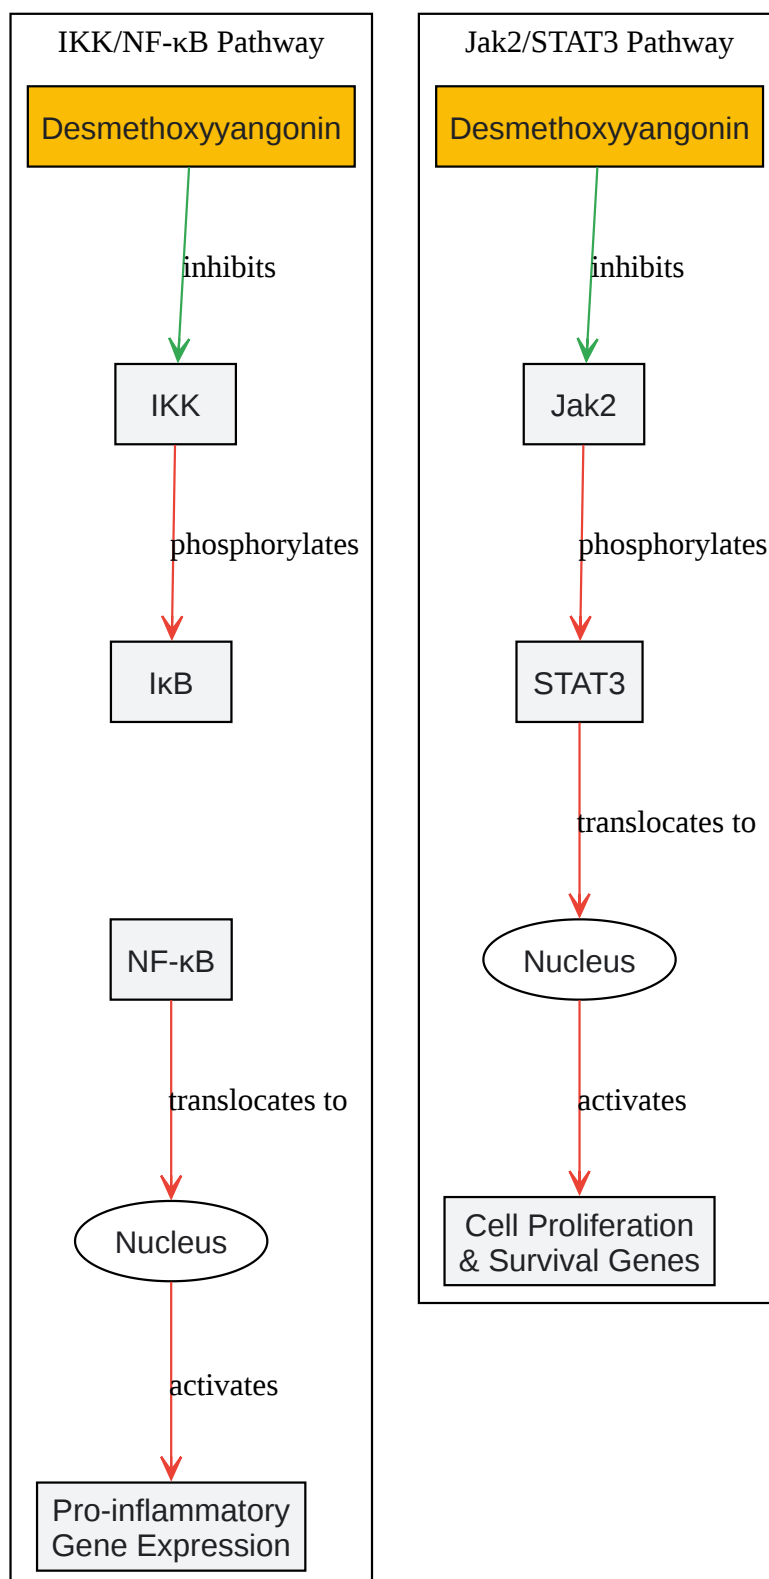 IKK/NF-κB Pathway
Desmethoxyyangonin
inhibits
IKK
phosphorylates
IκB
NF-κB
translocates to
Nucleus
activates
Pro-inflammatory
Gene Expression
Jak2/STAT3 Pathway
Desmethoxyyangonin
inhibits
Jak2
phosphorylates
STAT3
translocates to
Nucleus
activates
Cell Proliferation
& Survival Genes